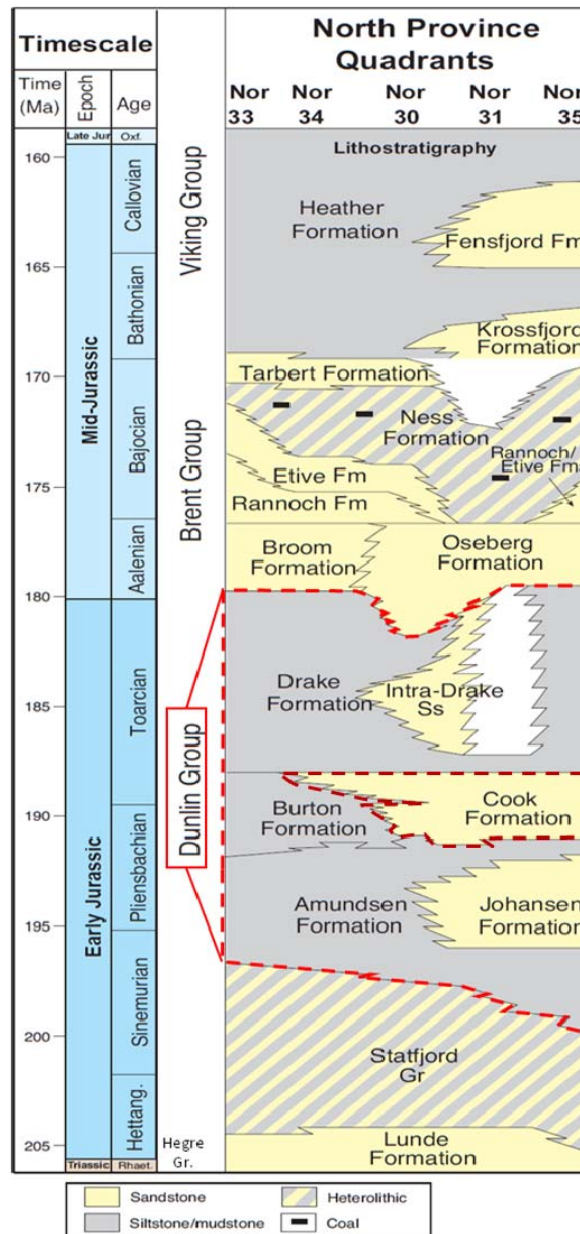 Timescale
North Province
Quadrants
Time
(Ma)
Epoch
Age
Nor
33
Nor
34
Nor
30
Nor
31
Nor
35
Late Jur
Oxf.
Lithostratigraphy
160
165
170
175
180
185
190
195
200
205
Mid-Jurassic
Early Jurassic
Triassic
Callovian
Bathonian
Bajocian
Aalenian
Toarcian
Pliensbachian
Sinemurian
Hettang.
Rhaet.
Viking Group
Brent Group
Dunlin Group
Hegre
Gr.
Heather
Formation
Fensfjord Fm
Krossfjord
Formation
Tarbert Formation
Ness
Formation
Rannoch/
Etive Fm
Etive Fm
Rannoch Fm
Broom
Formation
Oseberg
Formation
Drake
Formation
Intra-Drake
Ss
Burton
Formation
Cook
Formation
Amundsen
Formation
Johansen
Formation
Statfjord
Gr
Lunde
Formation
Sandstone
Heterolithic
Siltstone/mudstone
Coal